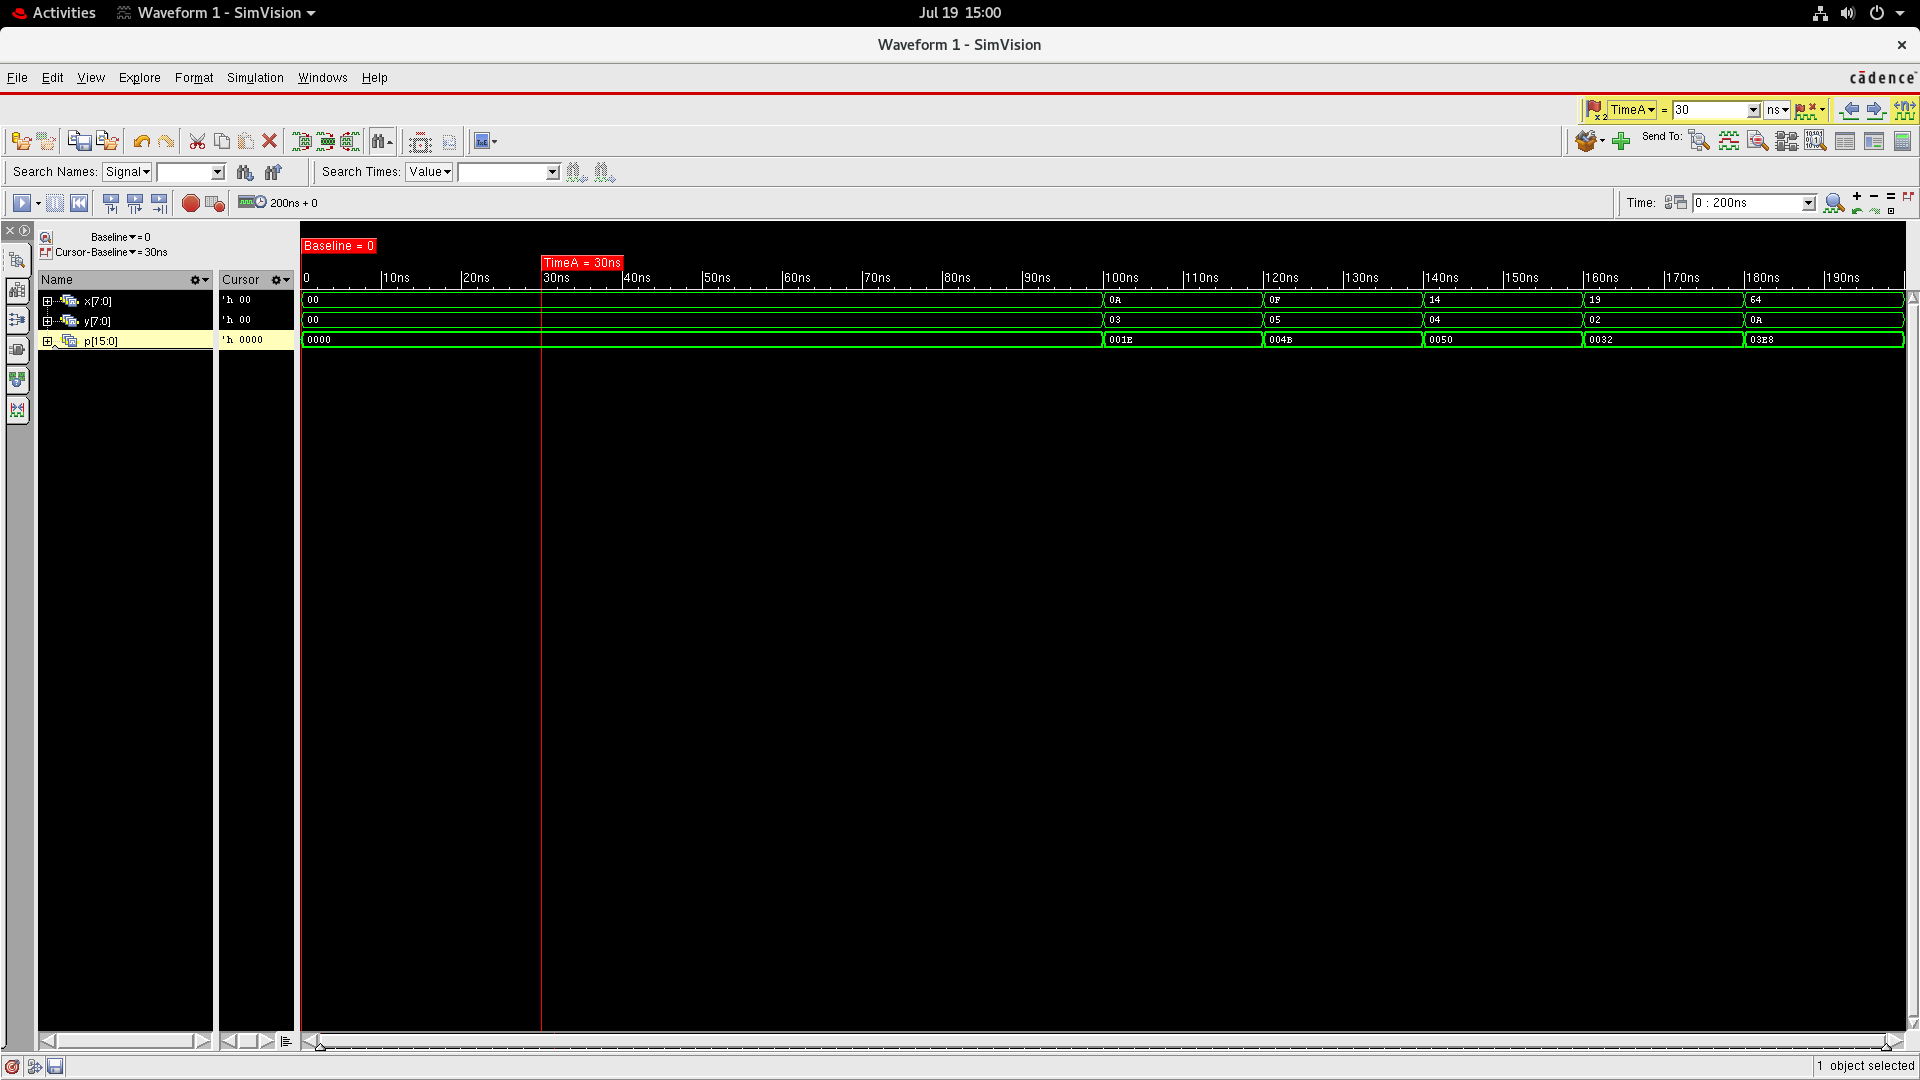 Activities Waveform 1 - SimVision Jul 19 15:00
Waveform 1 - SimVision
File Edit View Explore Format Simulation Windows Help cādence
TimeA = 30 ns
Send To:
Search Names: Signal Search Times: Value
200ns + 0 Time: 0 : 200ns
Baseline = 0
Cursor-Baseline = 30ns
Baseline = 0
TimeA = 30ns
Name Cursor 0 10ns 20ns 30ns 40ns 50ns 60ns 70ns 80ns 90ns 100ns 110ns 120ns 130ns 140ns 150ns 160ns 170ns 180ns 190ns
x[7:0] 'h 00 00 0A 0F 14 19 64
y[7:0] 'h 00 00 03 05 04 02 0A
p[15:0] 'h 0000 0000 001E 004B 0050 0032 03E8
1 object selected